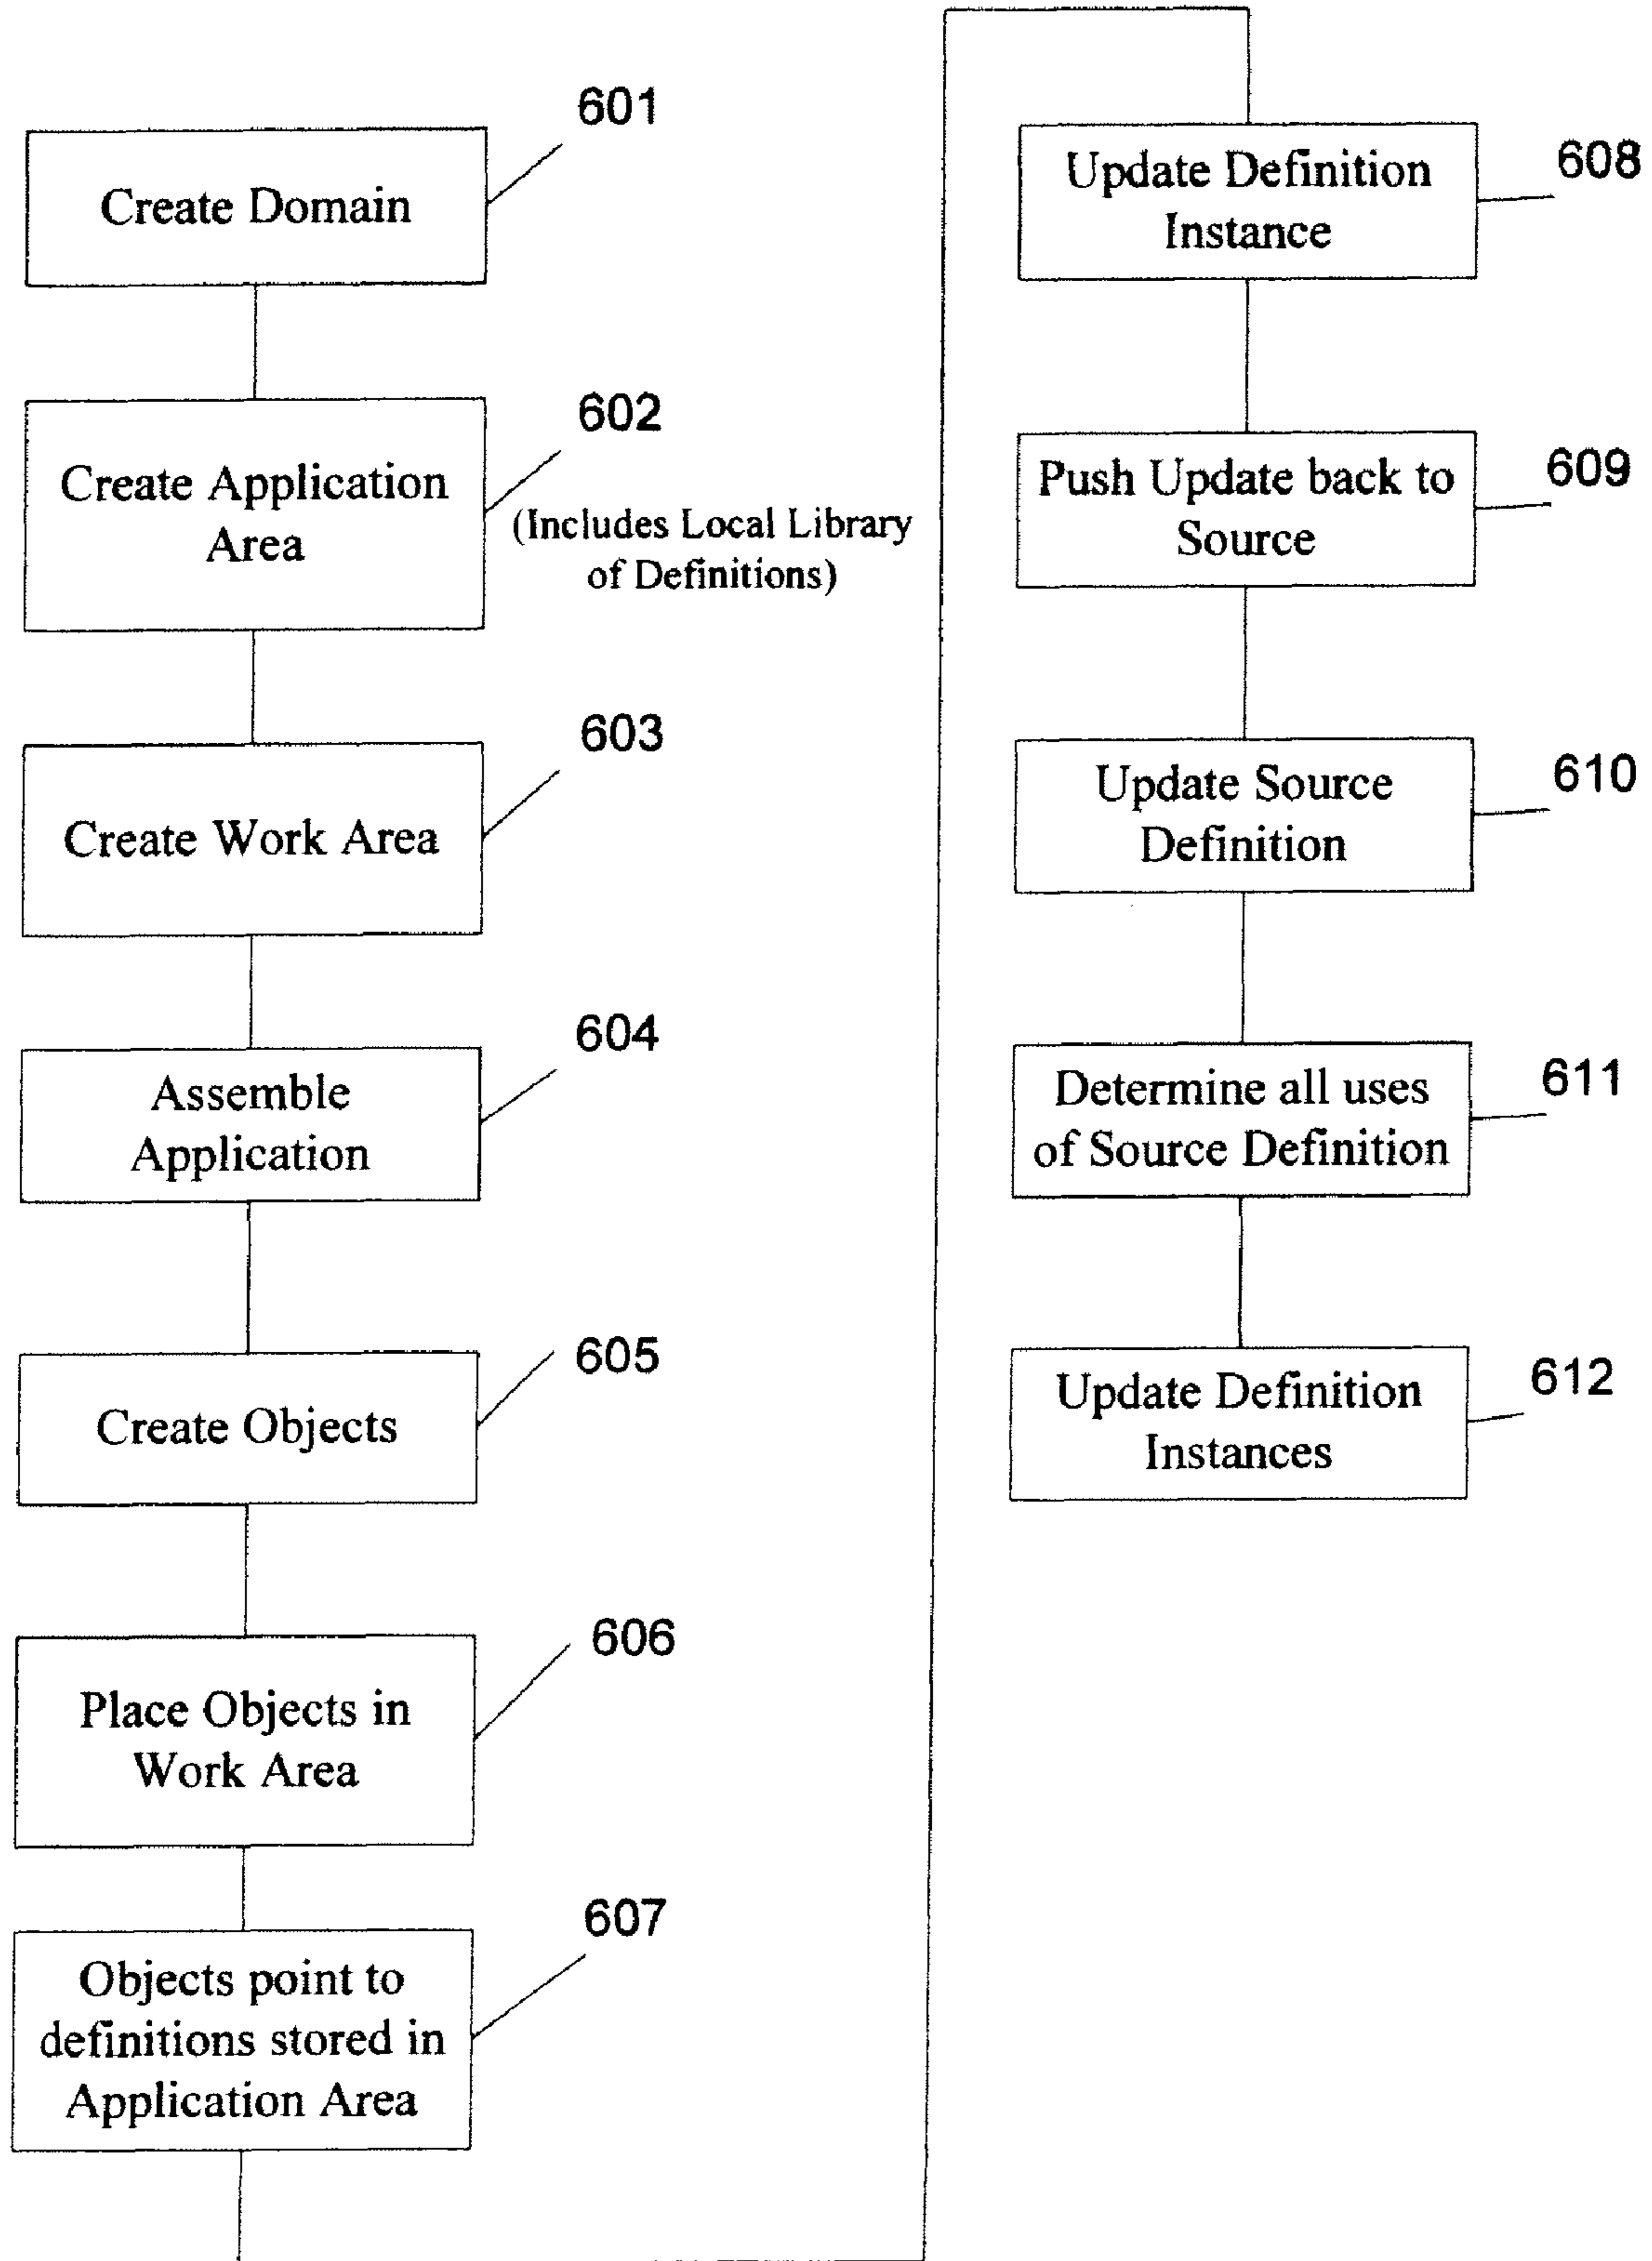 601
Create Domain
602
Create Application
Area
(Includes Local Library
of Definitions)
603
Create Work Area
604
Assemble
Application
605
Create Objects
606
Place Objects in
Work Area
607
Objects point to
definitions stored in
Application Area
608
Update Definition
Instance
609
Push Update back to
Source
610
Update Source
Definition
611
Determine all uses
of Source Definition
612
Update Definition
Instances